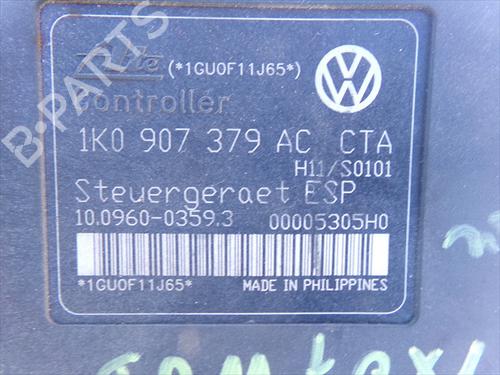 Ate (*1GU0F11J65*)
controller
1K0 907 379 AC CTA
H11/S0101
Steuergeraet ESP
10.0960-0359.3 00005305H0
*1GU0F11J65* MADE IN PHILIPPINES
B-PARTS